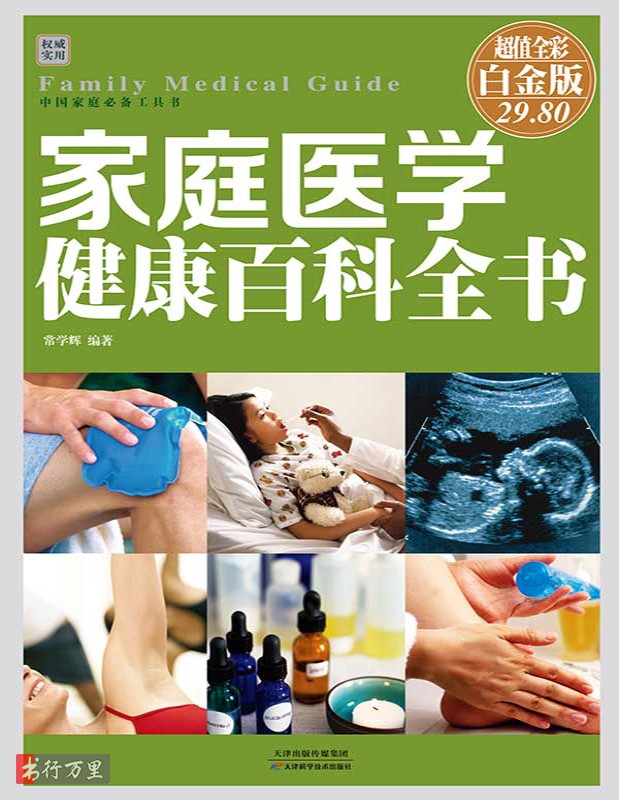 权威
实用
Family Medical Guide
中国家庭必备工具书
超值全彩
白金版
29.80
家庭医学
健康百科全书
常学辉 编著
天津出版传媒集团
天津科学技术出版社
书行万里